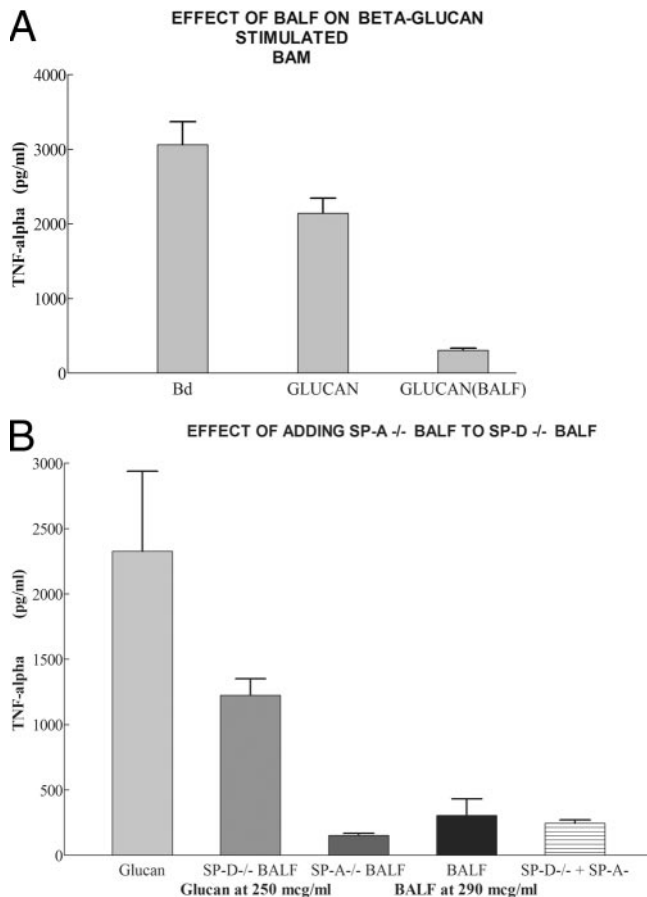 A
EFFECT OF BALF ON BETA-GLUCAN
STIMULATED
BAM
4000
3000
2000
1000
0
TNF-alpha (pg/ml)
Bd GLUCAN GLUCAN(BALF)
B
EFFECT OF ADDING SP-A -/- BALF TO SP-D -/- BALF
3000
2500
2000
1500
1000
500
0
TNF-alpha (pg/ml)
Glucan SP-D-/- BALF SP-A-/- BALF BALF SP-D-/- + SP-A-
Glucan at 250 mcg/ml BALF at 290 mcg/ml